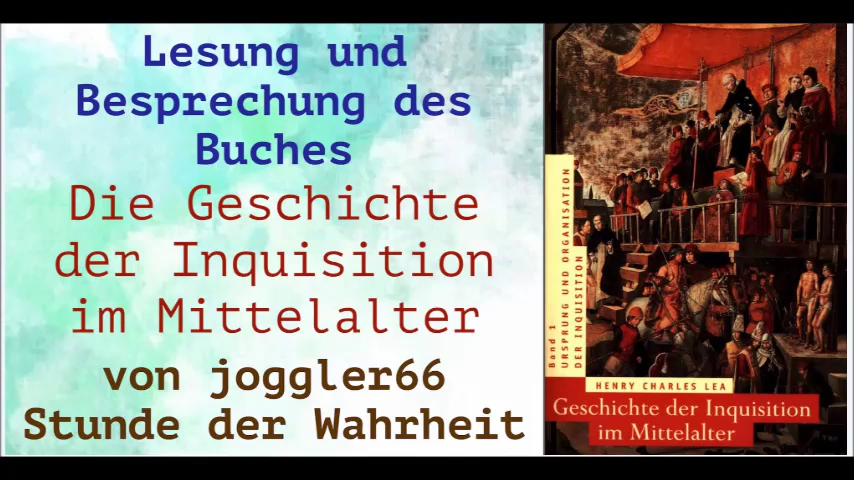 Lesung und
Besprechung des
Buches
Die Geschichte
der Inquisition
im Mittelalter
von joggler66
Stunde der Wahrheit
Band 1
URSPRUNG UND ORGANISATION
DER INQUISITION
HENRY CHARLES LEA
Geschichte der Inquisition
im Mittelalter